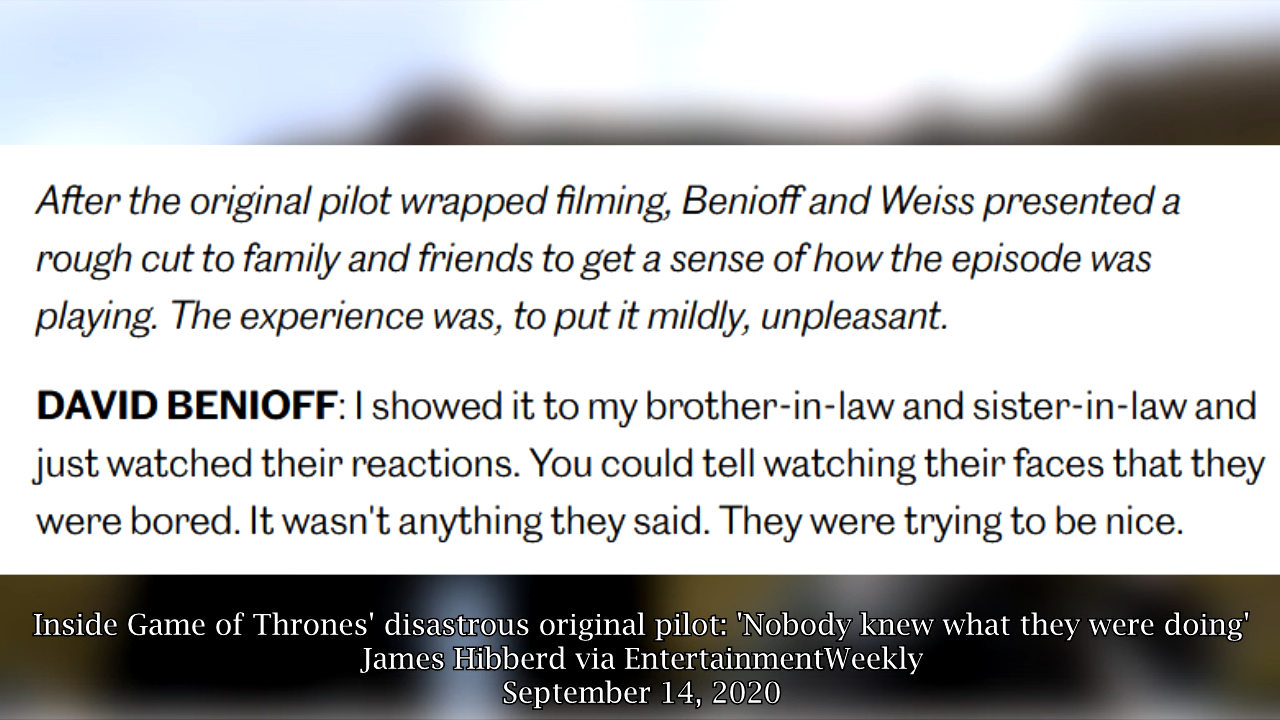 After the original pilot wrapped filming, Benioff and Weiss presented a
rough cut to family and friends to get a sense of how the episode was
playing. The experience was, to put it mildly, unpleasant.
DAVID BENIOFF: I showed it to my brother-in-law and sister-in-law and
just watched their reactions. You could tell watching their faces that they
were bored. It wasn't anything they said. They were trying to be nice.
Inside Game of Thrones' disastrous original pilot: 'Nobody knew what they were doing'
James Hibberd via EntertainmentWeekly
September 14, 2020